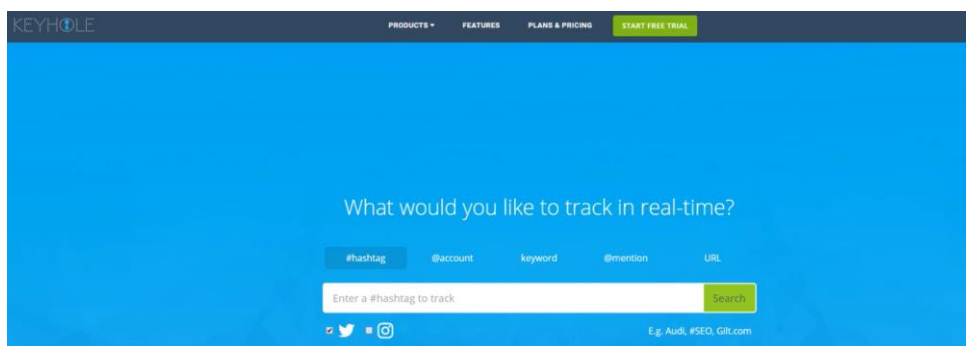 KEYHOLE
PRODUCTS FEATURES PLANS & PRICING START FREE TRIAL
What would you like to track in real-time?
#hashtag @account keyword @mention URL
Enter a #hashtag to track Search
E.g. Audi, #SEO, Gilt.com